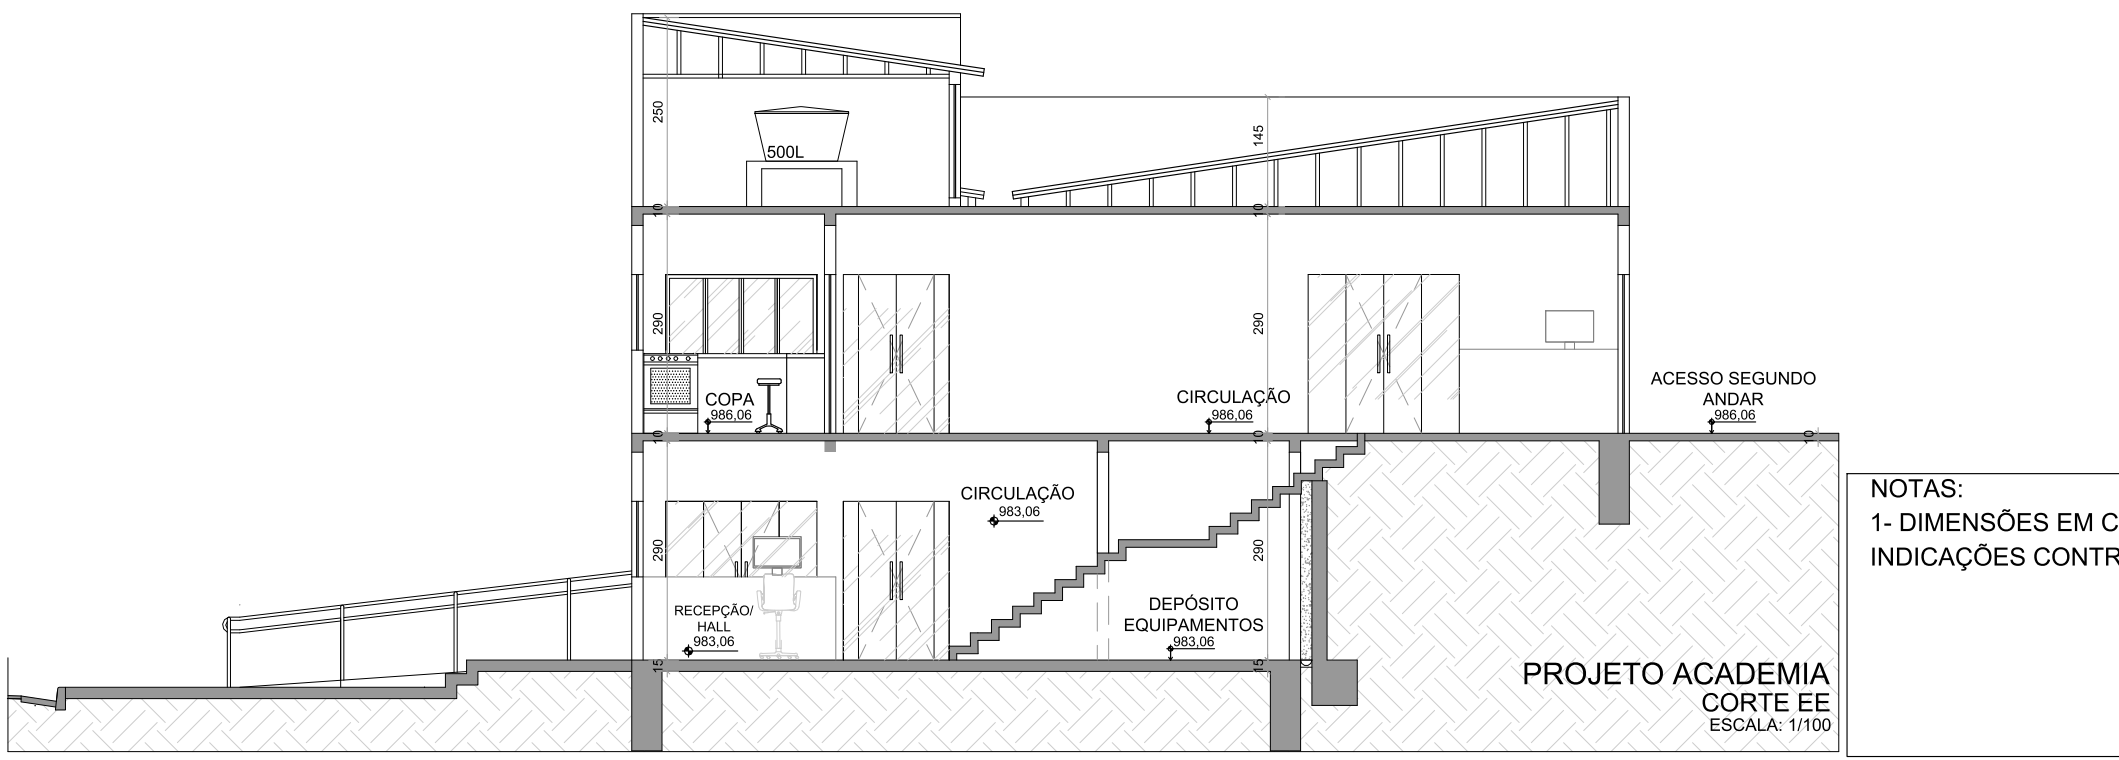 250
500L
145
10
10
290
290
COPA
986,06
CIRCULAÇÃO
986,06
ACESSO SEGUNDO
ANDAR
986,06
10
10
10
CIRCULAÇÃO
983,06
290
290
RECEPÇÃO/
HALL
983,06
DEPÓSITO
EQUIPAMENTOS
983,06
15
15
NOTAS:
1- DIMENSÕES EM C
INDICAÇÕES CONTR
PROJETO ACADEMIA
CORTE EE
ESCALA: 1/100